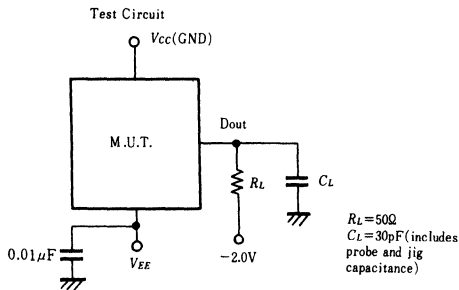 Test Circuit
Vcc(GND)
M.U.T.
Dout
RL
CL
0.01μF
VEE
−2.0V
RL=50Ω
CL=30pF(includes
probe and jig
capacitance)